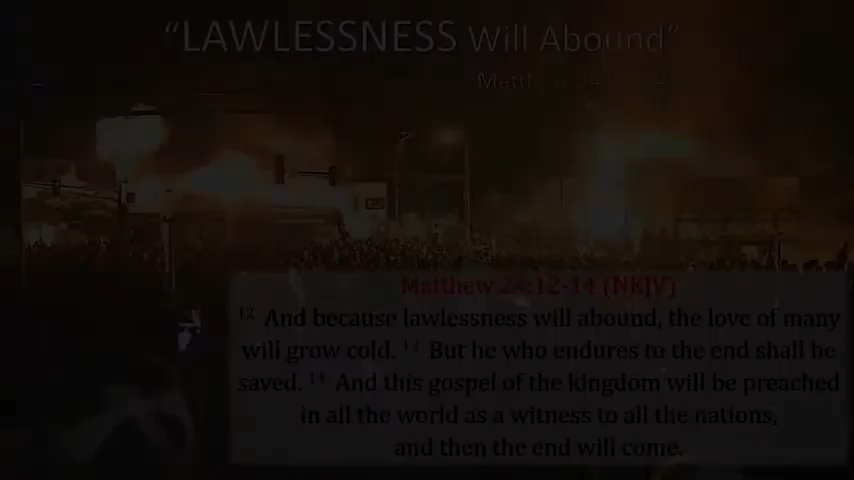 “LAWLESSNESS Will Abound”
Matthew 24
Matthew 24:12-14 (NKJV)
12 And because lawlessness will abound, the love of many
will grow cold. 13 But he who endures to the end shall be
saved. 14 And this gospel of the kingdom will be preached
in all the world as a witness to all the nations,
and then the end will come.